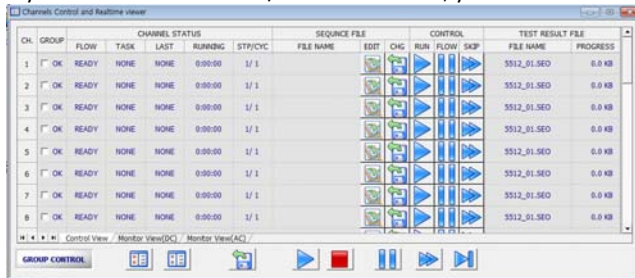 Channels Control and Realtime viewer
CH. GROUP CHANNEL STATUS SEQUNCE FILE CONTROL TEST RESULT FILE
FLOW TASK LAST RUNNING STP/CYC FILE NAME EDIT CHG RUN FLOW SKIP FILE NAME PROGRESS
1 OK READY NONE NONE 0:00:00 1/ 1 5512_01.SEO 0.0 KB
2 OK READY NONE NONE 0:00:00 1/ 1 5512_01.SEO 0.0 KB
3 OK READY NONE NONE 0:00:00 1/ 1 5512_01.SEO 0.0 KB
4 OK READY NONE NONE 0:00:00 1/ 1 5512_01.SEO 0.0 KB
5 OK READY NONE NONE 0:00:00 1/ 1 5512_01.SEO 0.0 KB
6 OK READY NONE NONE 0:00:00 1/ 1 5512_01.SEO 0.0 KB
7 OK READY NONE NONE 0:00:00 1/ 1 5512_01.SEO 0.0 KB
8 OK READY NONE NONE 0:00:00 1/ 1 5512_01.SEO 0.0 KB
Control View Monitor View(DC) Monitor View(AC)
GROUP CONTROL